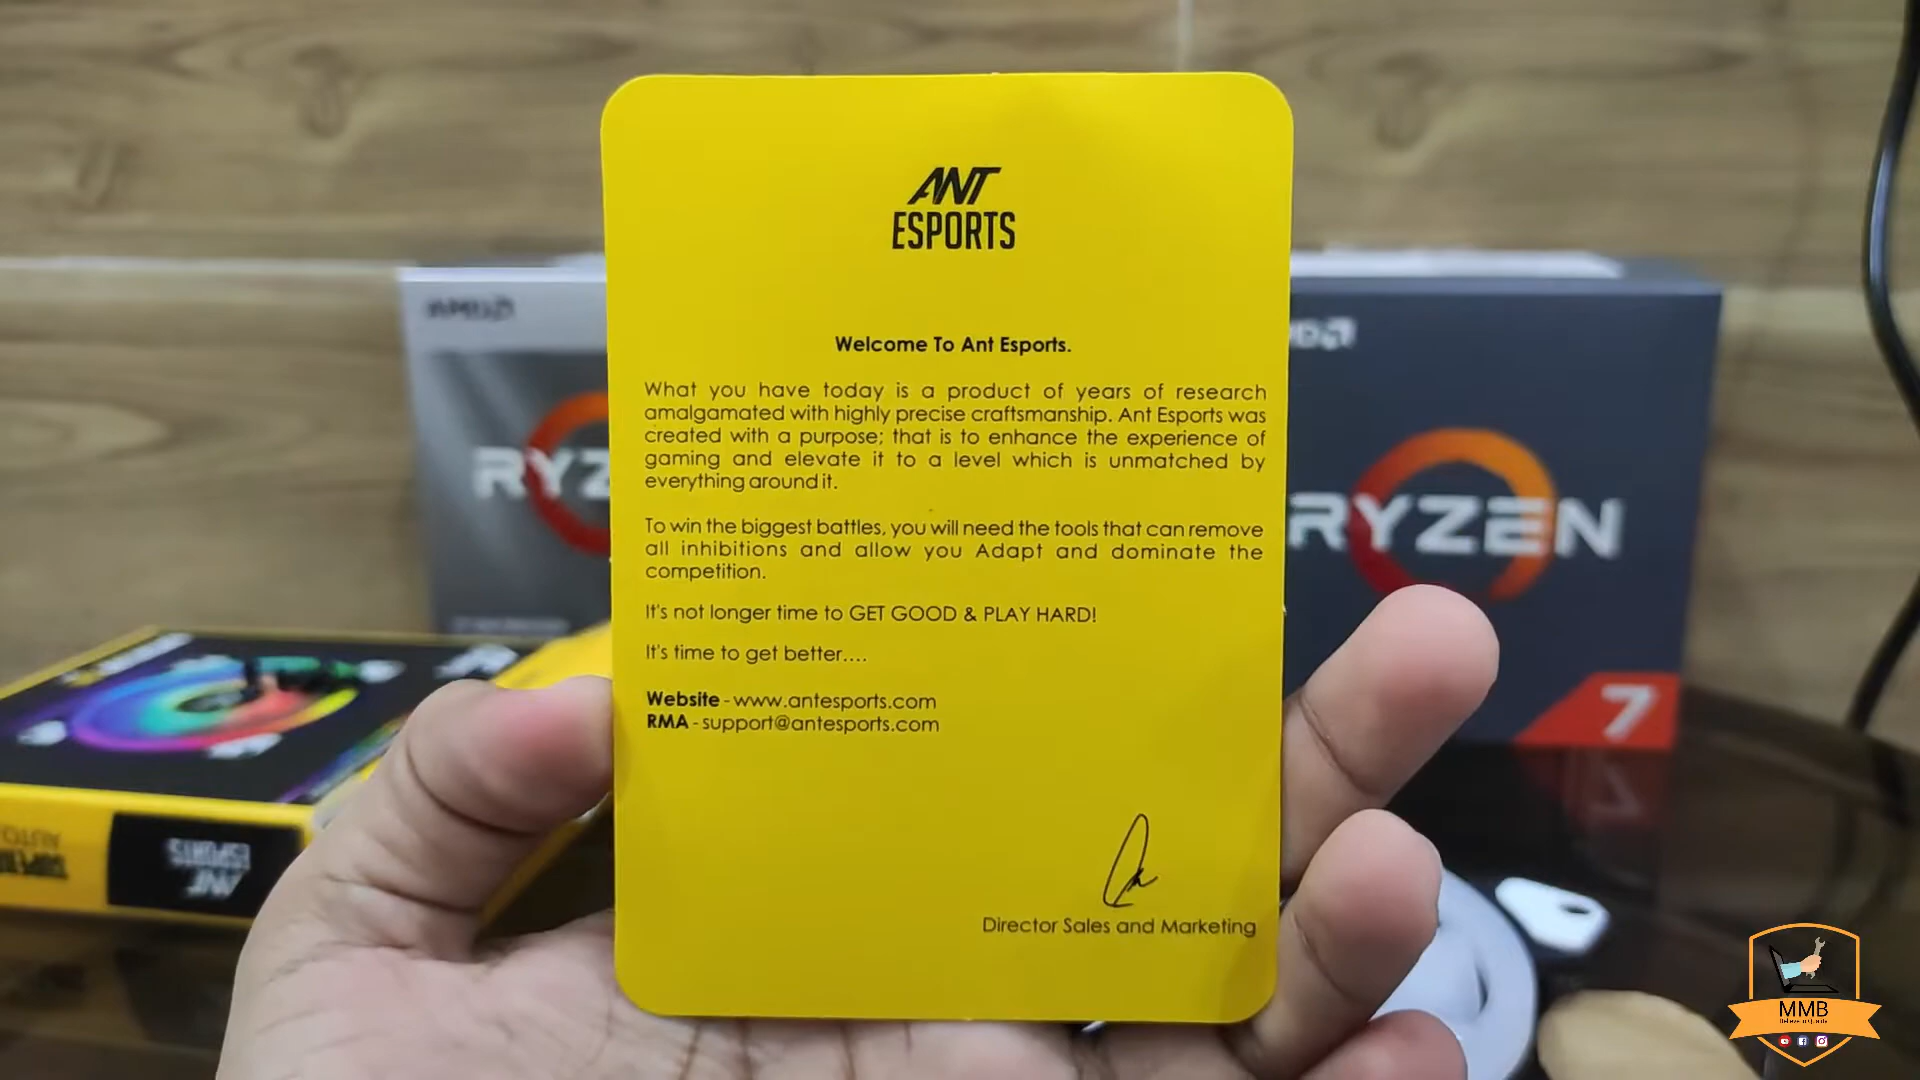 ANT
ESPORTS
Welcome To Ant Esports.
What you have today is a product of years of research
amalgamated with highly precise craftsmanship. Ant Esports was
created with a purpose; that is to enhance the experience of
gaming and elevate it to a level which is unmatched by
everything around it.
To win the biggest battles, you will need the tools that can remove
all inhibitions and allow you Adapt and dominate the
competition.
It's not longer time to GET GOOD & PLAY HARD!
It's time to get better....
Website - www.antesports.com
RMA - support@antesports.com
Director Sales and Marketing
AMD
RYZ
AMD
RYZEN
7
ANT
ESPORTS
MMB